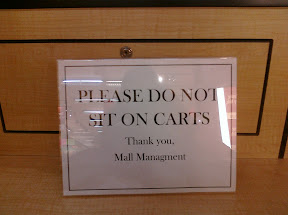 PLEASE DO NOT
SIT ON CARTS
Thank you,
Mall Managment